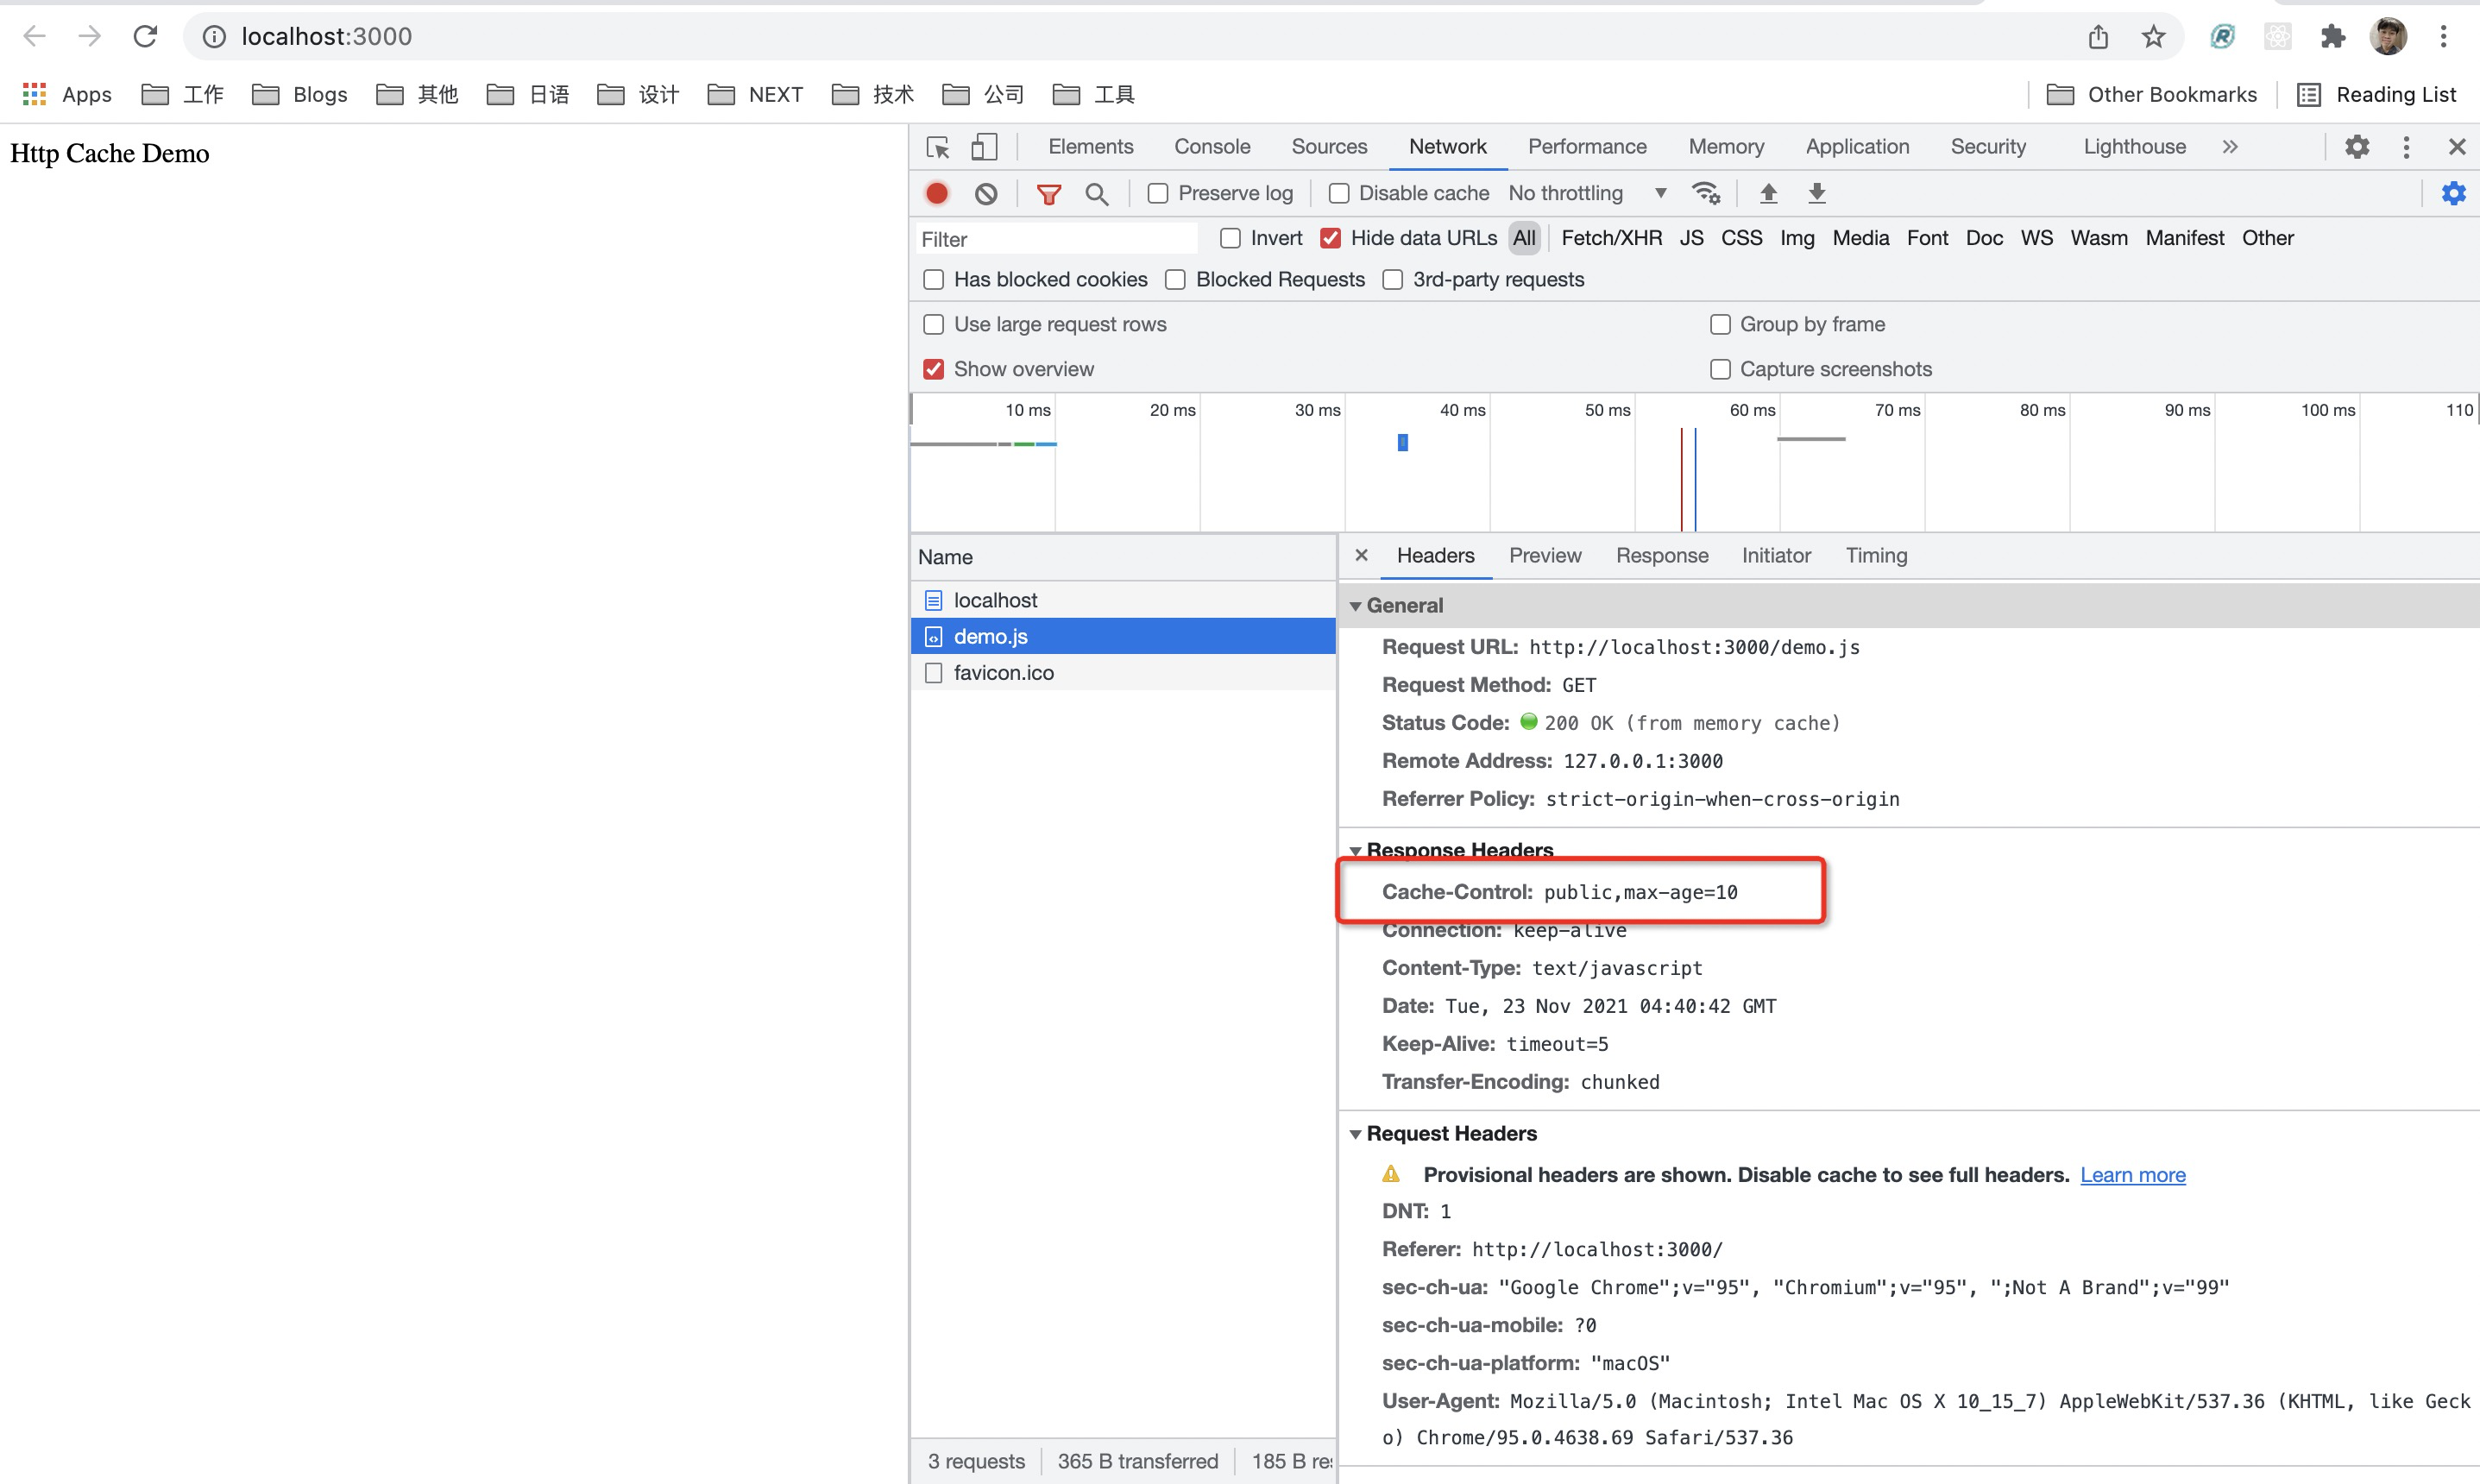 localhost:3000
Apps 工作 Blogs 其他 日语 设计 NEXT 技术 公司 工具 Other Bookmarks Reading List
Http Cache Demo
Elements Console Sources Network Performance Memory Application Security Lighthouse
Preserve log Disable cache No throttling
Filter Invert Hide data URLs All Fetch/XHR JS CSS Img Media Font Doc WS Wasm Manifest Other
Has blocked cookies Blocked Requests 3rd-party requests
Use large request rows Group by frame
Show overview Capture screenshots
10 ms 20 ms 30 ms 40 ms 50 ms 60 ms 70 ms 80 ms 90 ms 100 ms 110
Name
localhost
demo.js
favicon.ico
3 requests 365 B transferred 185 B re
Headers Preview Response Initiator Timing
General
Request URL: http://localhost:3000/demo.js
Request Method: GET
Status Code: 200 OK (from memory cache)
Remote Address: 127.0.0.1:3000
Referrer Policy: strict-origin-when-cross-origin
Response Headers
Cache-Control: public,max-age=10
Connection: keep-alive
Content-Type: text/javascript
Date: Tue, 23 Nov 2021 04:40:42 GMT
Keep-Alive: timeout=5
Transfer-Encoding: chunked
Request Headers
Provisional headers are shown. Disable cache to see full headers. Learn more
DNT: 1
Referer: http://localhost:3000/
sec-ch-ua: "Google Chrome";v="95", "Chromium";v="95", ";Not A Brand";v="99"
sec-ch-ua-mobile: ?0
sec-ch-ua-platform: "macOS"
User-Agent: Mozilla/5.0 (Macintosh; Intel Mac OS X 10_15_7) AppleWebKit/537.36 (KHTML, like Geck
o) Chrome/95.0.4638.69 Safari/537.36